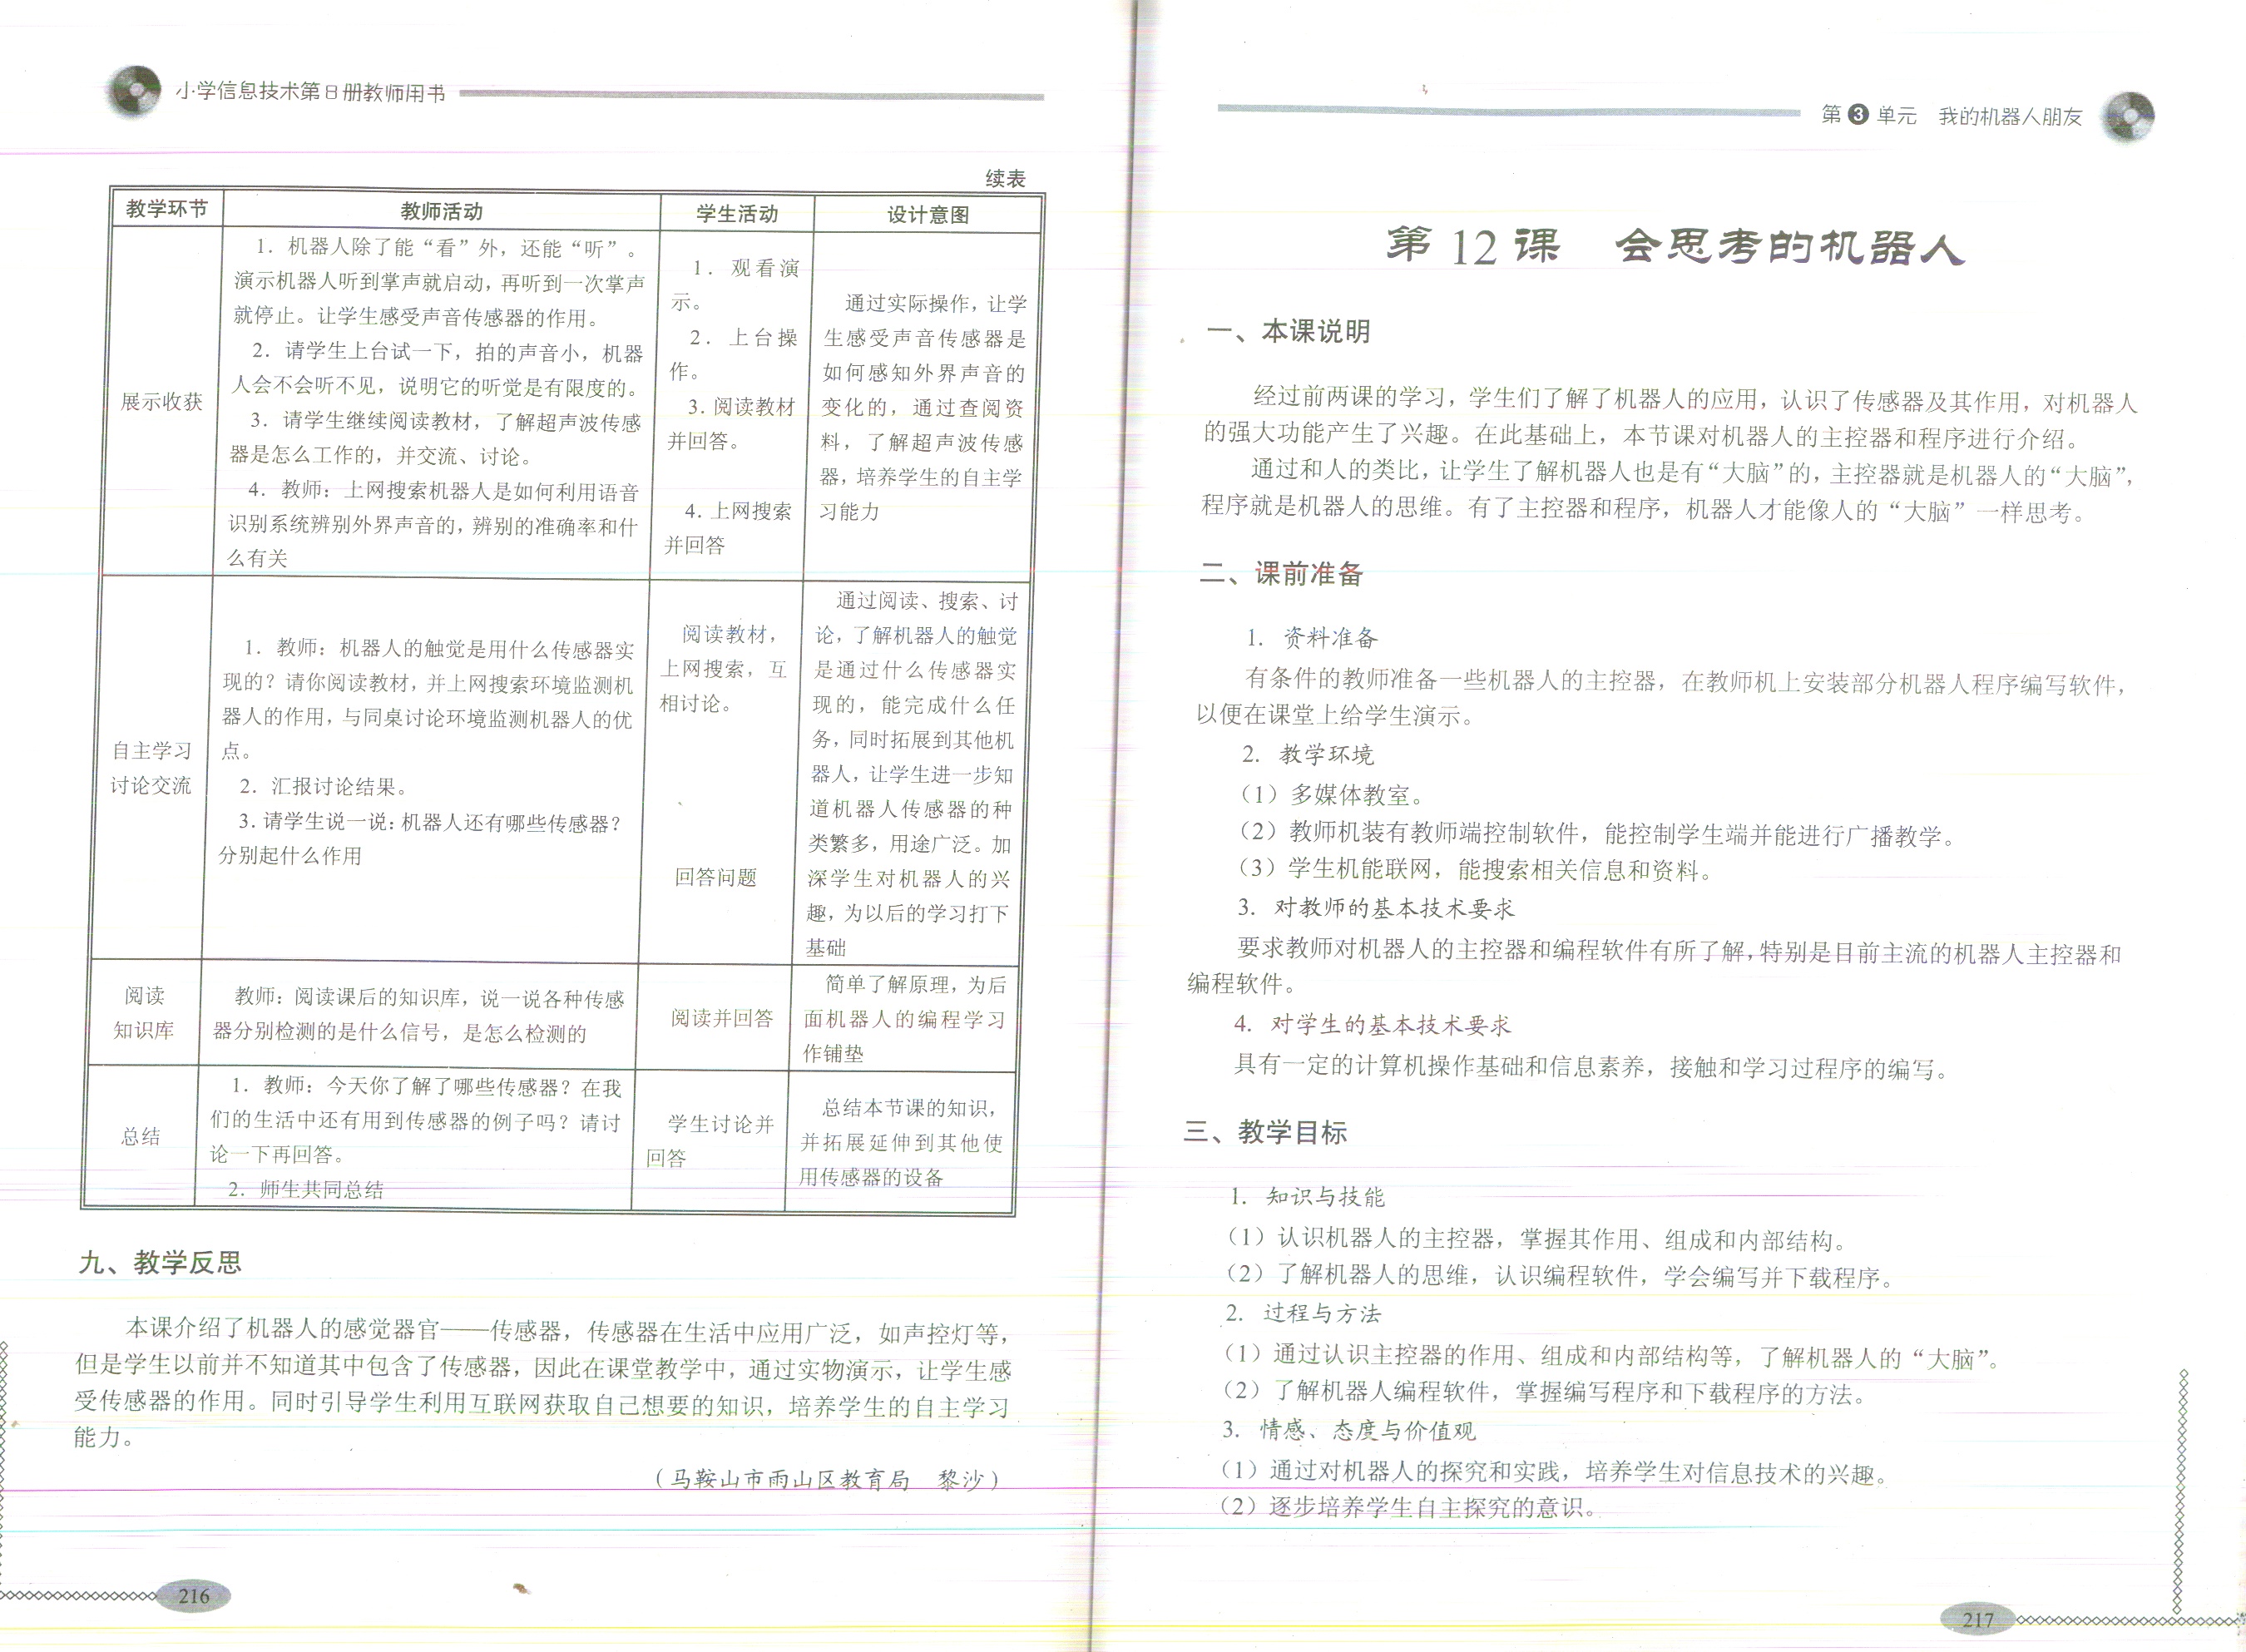 小学信息技术第8册教师用书
续表
教学环节
教师活动
学生活动
设计意图
展示收获
1. 机器人除了能“看”外，还能“听”。
演示机器人听到掌声就启动，再听到一次掌声
就停止。让学生感受声音传感器的作用。
2. 请学生上台试一下，拍的声音小，机器
人会不会听不见，说明它的听觉是有限度的。
3. 请学生继续阅读教材，了解超声波传感
器是怎么工作的，并交流、讨论。
4. 教师：上网搜索机器人是如何利用语音
识别系统辨别外界声音的，辨别的准确率和什
么有关
1. 观看演
示。
2. 上台操
作。
3. 阅读教材
并回答。
4. 上网搜索
并回答
通过实际操作，让学
生感受声音传感器是
如何感知外界声音的
变化的，通过查阅资
料，了解超声波传感
器，培养学生的自主学
习能力
自主学习
讨论交流
1. 教师：机器人的触觉是用什么传感器实
现的？请你阅读教材，并上网搜索环境监测机
器人的作用，与同桌讨论环境监测机器人的优
点。
2. 汇报讨论结果。
3. 请学生说一说：机器人还有哪些传感器？
分别起什么作用
阅读教材，
上网搜索，互
相讨论。
回答问题
通过阅读、搜索、讨
论，了解机器人的触觉
是通过什么传感器实
现的，能完成什么任
务，同时拓展到其他机
器人，让学生进一步知
道机器人传感器的种
类繁多，用途广泛。加
深学生对机器人的兴
趣，为以后的学习打下
基础
阅读
知识库
教师：阅读课后的知识库，说一说各种传感
器分别检测的是什么信号，是怎么检测的
阅读并回答
简单了解原理，为后
面机器人的编程学习
作铺垫
总结
1. 教师：今天你了解了哪些传感器？在我
们的生活中还有用到传感器的例子吗？请讨
论一下再回答。
2. 师生共同总结
学生讨论并
回答
总结本节课的知识，
并拓展延伸到其他使
用传感器的设备
九、教学反思
本课介绍了机器人的感觉器官——传感器，传感器在生活中应用广泛，如声控灯等，
但是学生以前并不知道其中包含了传感器，因此在课堂教学中，通过实物演示，让学生感
受传感器的作用。同时引导学生利用互联网获取自己想要的知识，培养学生的自主学习
能力。
（马鞍山市雨山区教育局　黎沙）
216
第3单元　我的机器人朋友
第12课　会思考的机器人
一、本课说明
经过前两课的学习，学生们了解了机器人的应用，认识了传感器及其作用，对机器人
的强大功能产生了兴趣。在此基础上，本节课对机器人的主控器和程序进行介绍。
通过和人的类比，让学生了解机器人也是有“大脑”的，主控器就是机器人的“大脑”，
程序就是机器人的思维。有了主控器和程序，机器人才能像人的“大脑”一样思考。
二、课前准备
1. 资料准备
有条件的教师准备一些机器人的主控器，在教师机上安装部分机器人程序编写软件，
以便在课堂上给学生演示。
2. 教学环境
（1）多媒体教室。
（2）教师机装有教师端控制软件，能控制学生端并能进行广播教学。
（3）学生机能联网，能搜索相关信息和资料。
3. 对教师的基本技术要求
要求教师对机器人的主控器和编程软件有所了解，特别是目前主流的机器人主控器和
编程软件。
4. 对学生的基本技术要求
具有一定的计算机操作基础和信息素养，接触和学习过程序的编写。
三、教学目标
1. 知识与技能
（1）认识机器人的主控器，掌握其作用、组成和内部结构。
（2）了解机器人的思维，认识编程软件，学会编写并下载程序。
2. 过程与方法
（1）通过认识主控器的作用、组成和内部结构等，了解机器人的“大脑”。
（2）了解机器人编程软件，掌握编写程序和下载程序的方法。
3. 情感、态度与价值观
（1）通过对机器人的探究和实践，培养学生对信息技术的兴趣。
（2）逐步培养学生自主探究的意识。
217